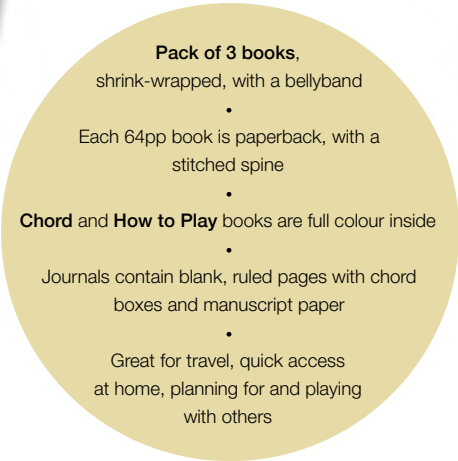 Pack of 3 books,
shrink-wrapped, with a bellyband
•
Each 64pp book is paperback, with a
stitched spine
•
Chord and How to Play books are full colour inside
•
Journals contain blank, ruled pages with chord
boxes and manuscript paper
•
Great for travel, quick access
at home, planning for and playing
with others